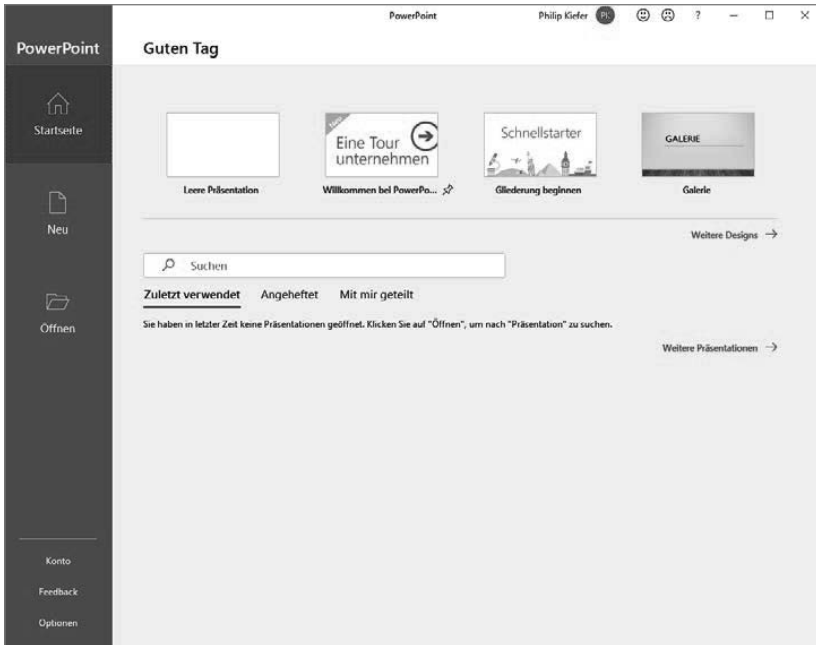 PowerPoint
Philip Kiefer PK ?
PowerPoint
Guten Tag
Startseite
Neu
Öffnen
Neu
Eine Tour
unternehmen
Schnellstarter
GALERIE
Leere Präsentation
Willkommen bei PowerPo...
Gliederung beginnen
Galerie
Weitere Designs
Suchen
Zuletzt verwendet Angeheftet Mit mir geteilt
Sie haben in letzter Zeit keine Präsentationen geöffnet. Klicken Sie auf "Öffnen", um nach "Präsentation" zu suchen.
Weitere Präsentationen
Konto
Feedback
Optionen